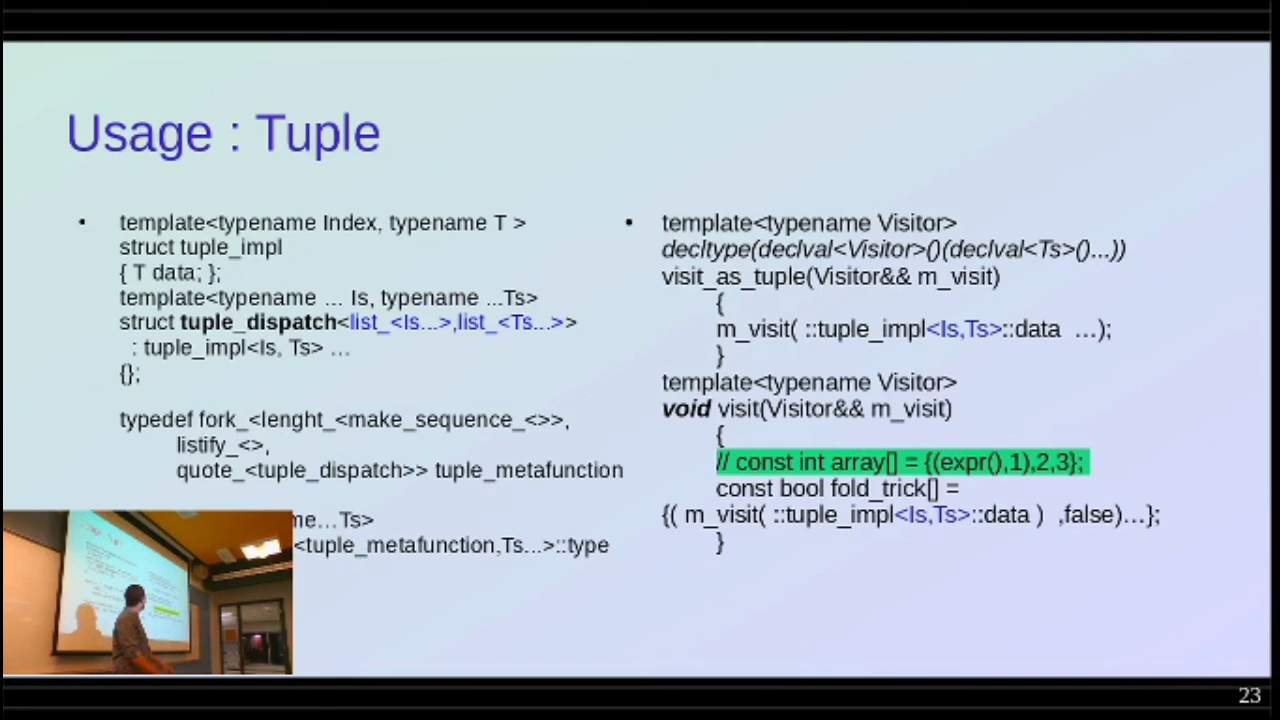 Usage : Tuple
• template<typename Index, typename T >
struct tuple_impl
{ T data; };
template<typename ... Is, typename ...Ts>
struct tuple_dispatch<list_<Is...>,list_<Ts...>>
: tuple_impl<Is, Ts> ...
{};
typedef fork_<lenght_<make_sequence_<>>,
listify_<>,
quote_<tuple_dispatch>> tuple_metafunction
me...Ts>
<tuple_metafunction,Ts...>::type
• template<typename Visitor>
decltype(declval<Visitor>()(declval<Ts>()...))
visit_as_tuple(Visitor&& m_visit)
{
m_visit( ::tuple_impl<Is,Ts>::data ...);
}
template<typename Visitor>
void visit(Visitor&& m_visit)
{
// const int array[] = {(expr(),1),2,3};
const bool fold_trick[] =
{( m_visit( ::tuple_impl<Is,Ts>::data ) ,false)...};
}
23